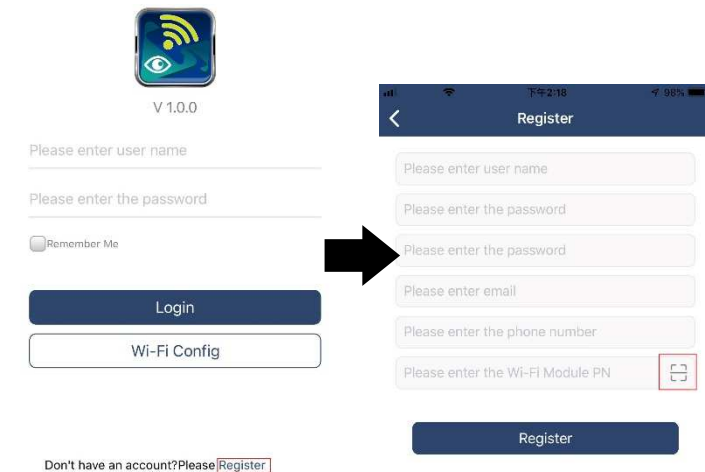 V 1.0.0
Please enter user name
Please enter the password
Remember Me
Login
Wi-Fi Config
Don't have an account?Please Register
下午2:18
98%
Register
Please enter user name
Please enter the password
Please enter the password
Please enter email
Please enter the phone number
Please enter the Wi-Fi Module PN
Register